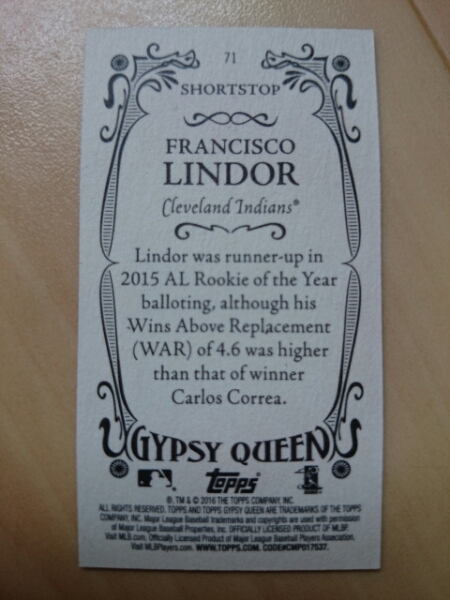 71
SHORTSTOP
FRANCISCO
LINDOR
Cleveland Indians®
Lindor was runner-up in
2015 AL Rookie of the Year
balloting, although his
Wins Above Replacement
(WAR) of 4.6 was higher
than that of winner
Carlos Correa.
GYPSY QUEEN
Topps
®, TM & © 2016 THE TOPPS COMPANY, INC.
ALL RIGHTS RESERVED. TOPPS AND TOPPS GYPSY QUEEN ARE TRADEMARKS OF THE TOPPS
COMPANY, INC. Major League Baseball trademarks and copyrights are used with permission
of Major League Baseball Properties, Inc. OFFICIALLY LICENSED PRODUCT OF MLBP.
Visit MLB.com. Officially Licensed Product of Major League Baseball Players Association.
Visit MLBPlayers.com. WWW.TOPPS.COM. CODE#CMP017537.